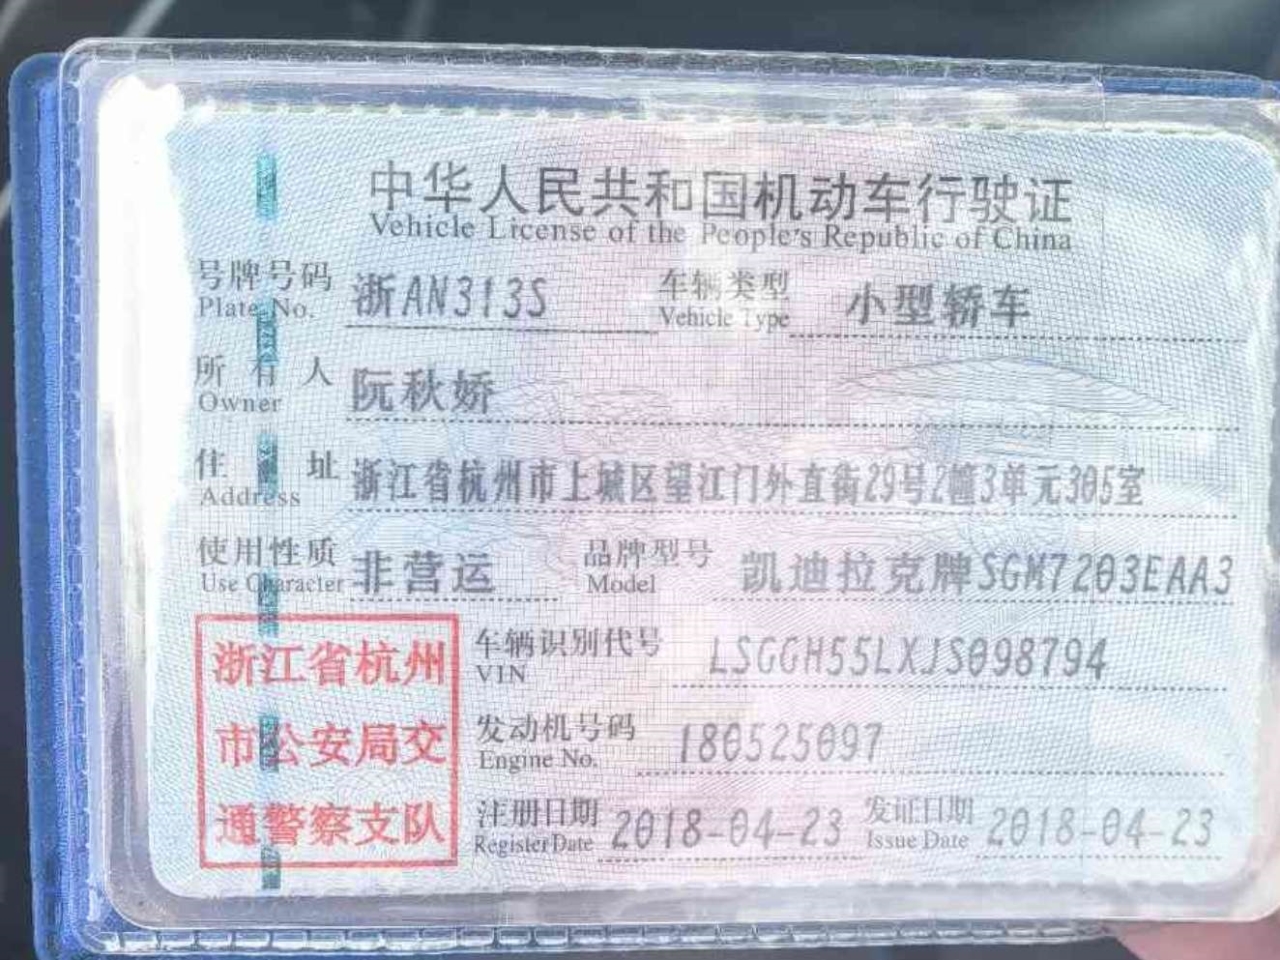 中华人民共和国机动车行驶证
Vehicle License of the People's Republic of China
号牌号码 浙AN313S 车辆类型 小型轿车
Plate No. Vehicle Type
所有人 阮秋娇
Owner
住址 浙江省杭州市上城区望江门外直街29号2幢3单元305室
Address
使用性质 非营运 品牌型号 凯迪拉克牌SGM7203EAA3
Use Character Model
浙江省杭州
市公安局交
通警察支队
车辆识别代号 LSGGH55LXJS098794
VIN
发动机号码 180525097
Engine No.
注册日期 2018-04-23 发证日期 2018-04-23
Register Date Issue Date